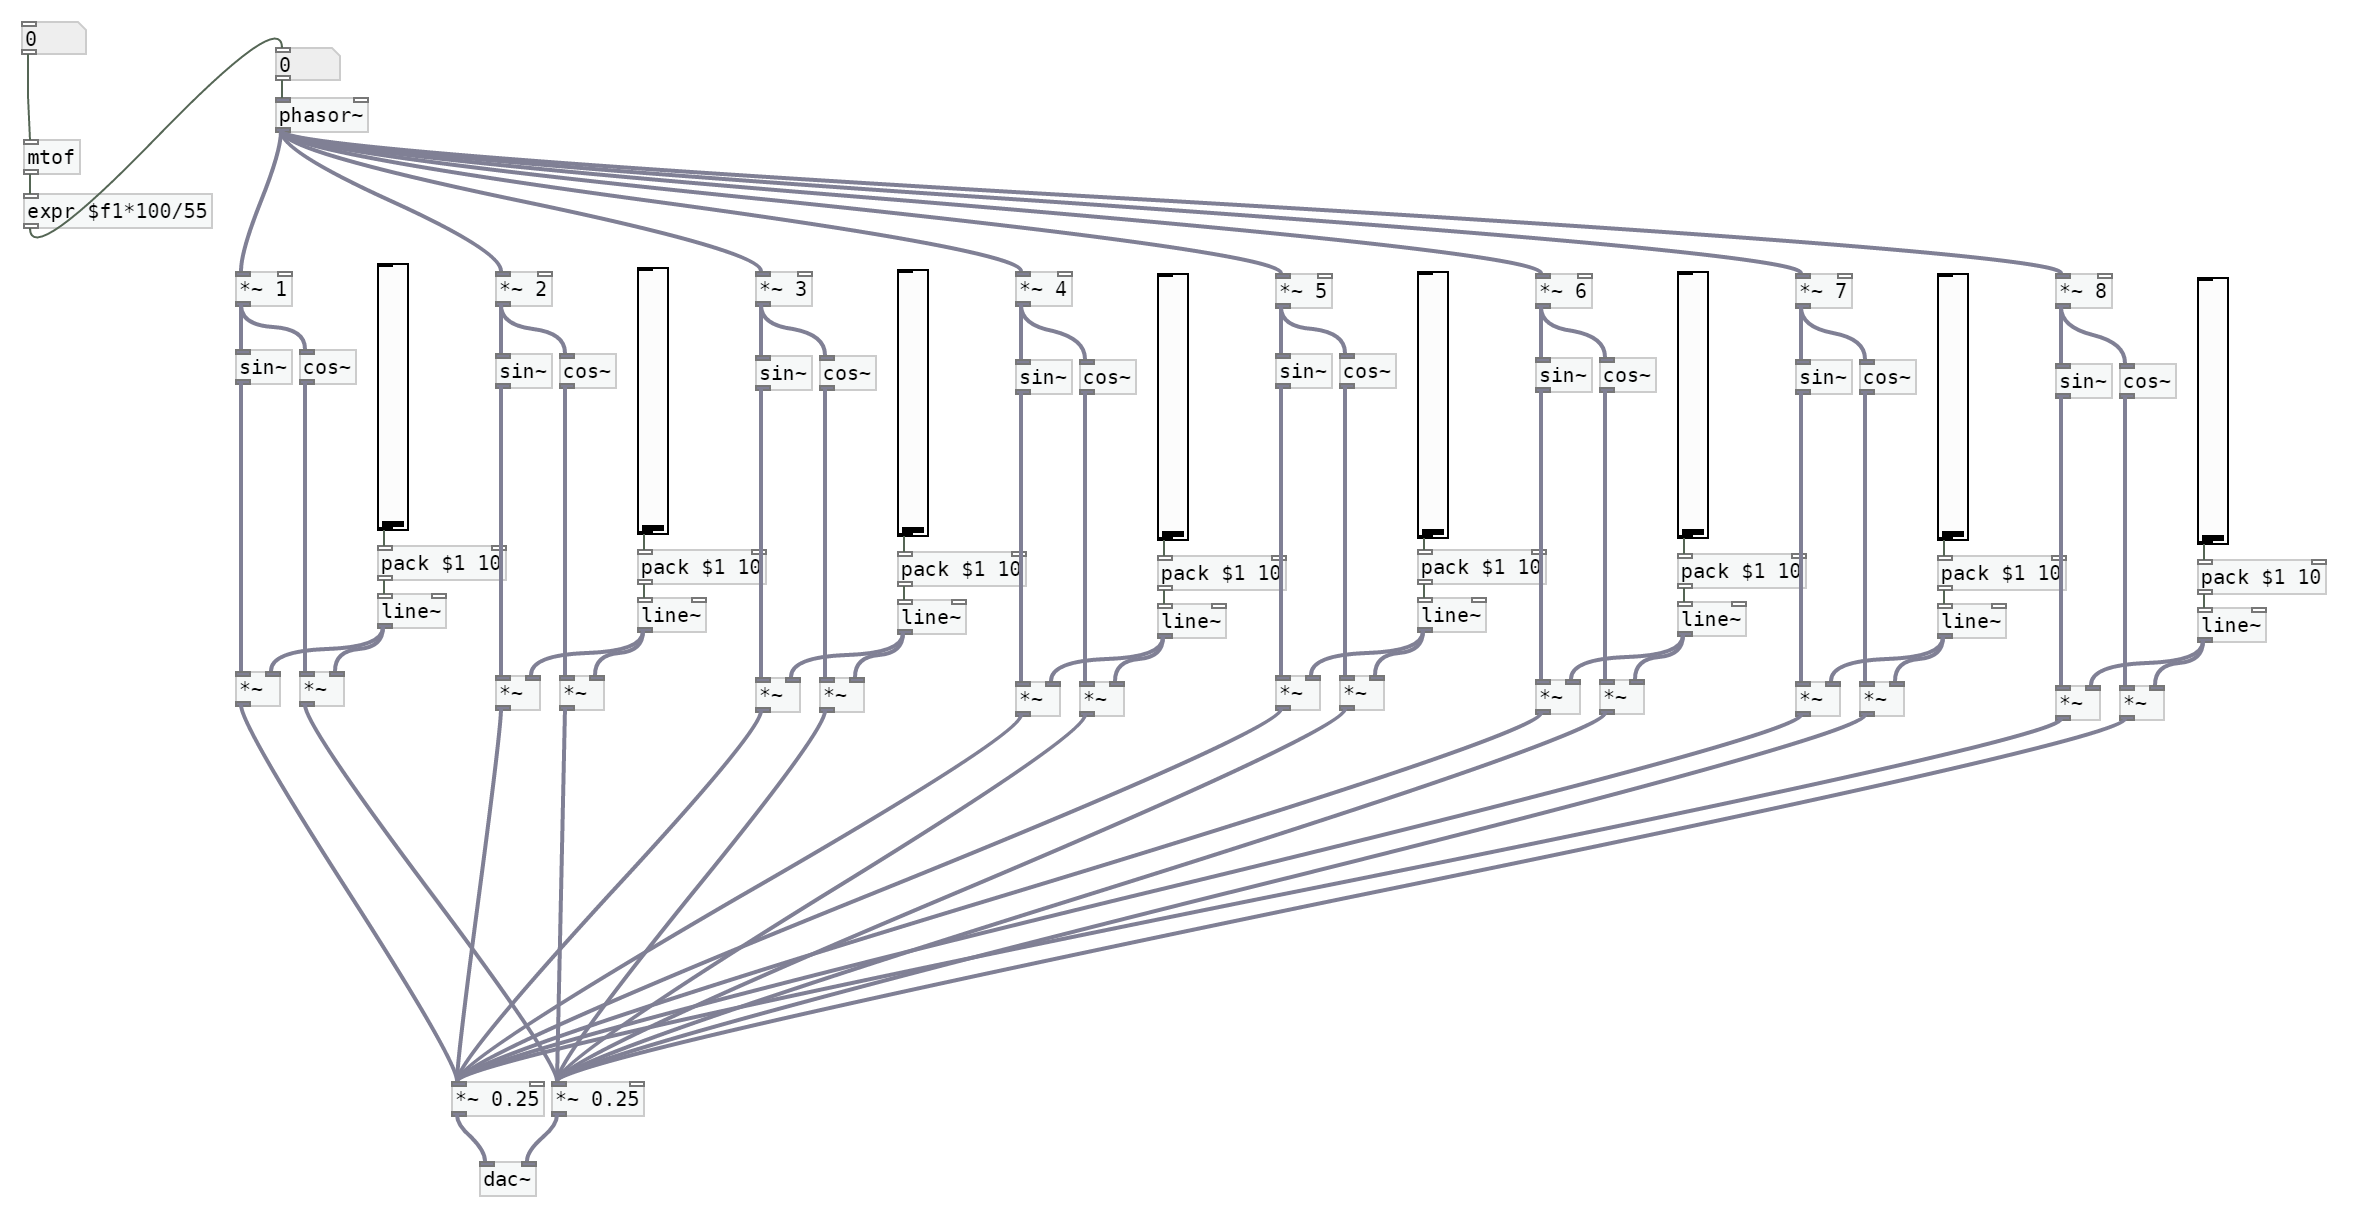 0
0
phasor~
mtof
expr $f1*100/55
*~ 1
*~ 2
*~ 3
*~ 4
*~ 5
*~ 6
*~ 7
*~ 8
sin~ cos~
sin~ cos~
sin~ cos~
sin~ cos~
sin~ cos~
sin~ cos~
sin~ cos~
sin~ cos~
pack $1 10
pack $1 10
pack $1 10
pack $1 10
pack $1 10
pack $1 10
pack $1 10
pack $1 10
line~
line~
line~
line~
line~
line~
line~
line~
*~ *~
*~ *~
*~ *~
*~ *~
*~ *~
*~ *~
*~ *~
*~ *~
*~ 0.25
*~ 0.25
dac~